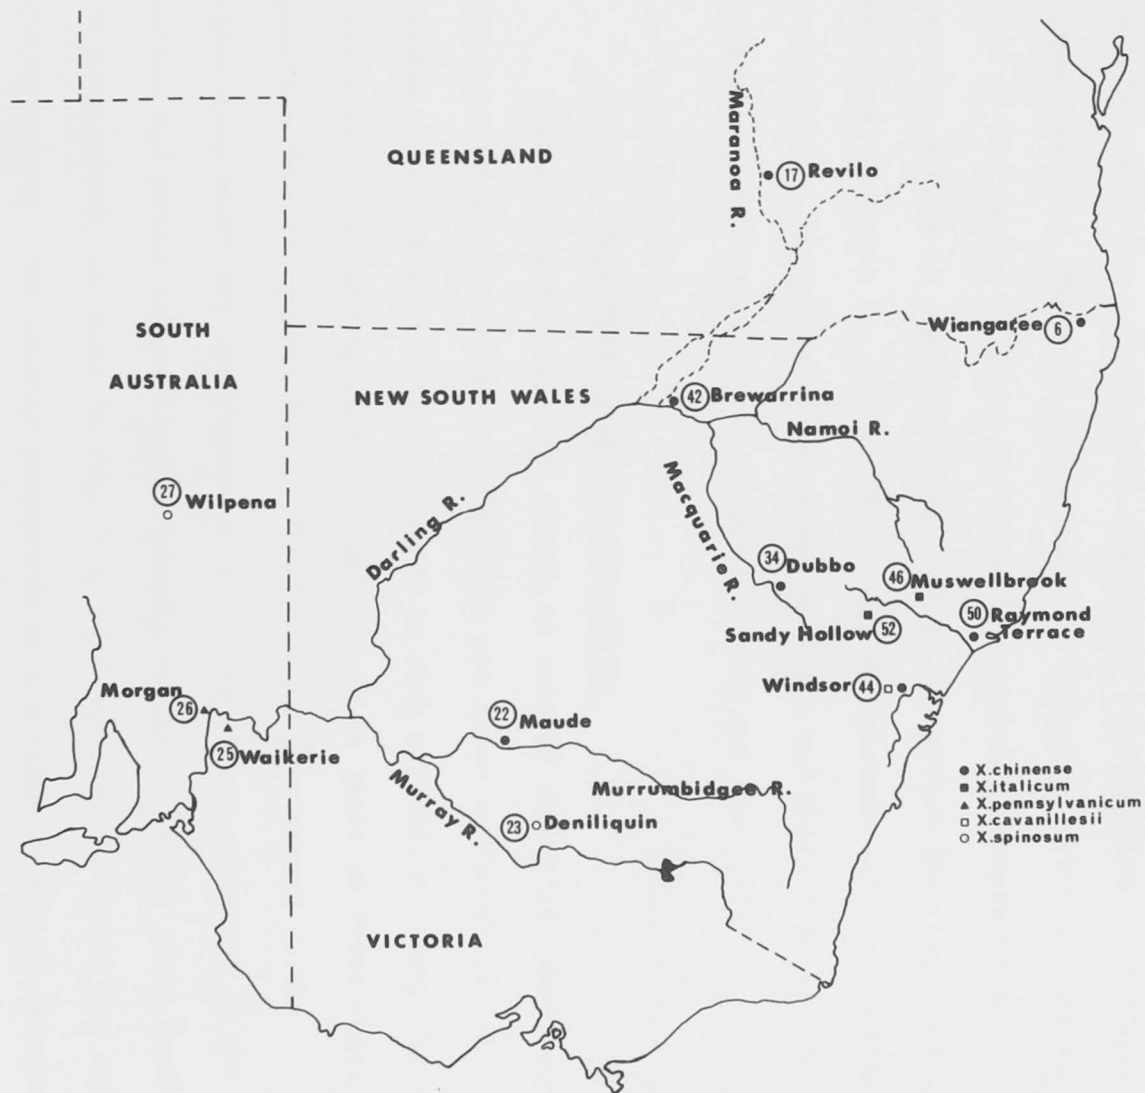 Maranoa R.
QUEENSLAND
17 Revilo
SOUTH
AUSTRALIA
Wiangaree 6
NEW SOUTH WALES
42 Brewarrina
Namoi R.
27 Wilpena
Darling R.
Macquarie R.
34 Dubbo
46 Muswellbrook
50 Raymond
Terrace
Sandy Hollow 52
Windsor 44
Morgan
26
22 Maude
25 Waikerie
Murray R.
Murrumbidgee R.
23 Deniliquin
X.chinense
X.italicum
X.pennsylvanicum
X.cavanillesii
X.spinosum
VICTORIA